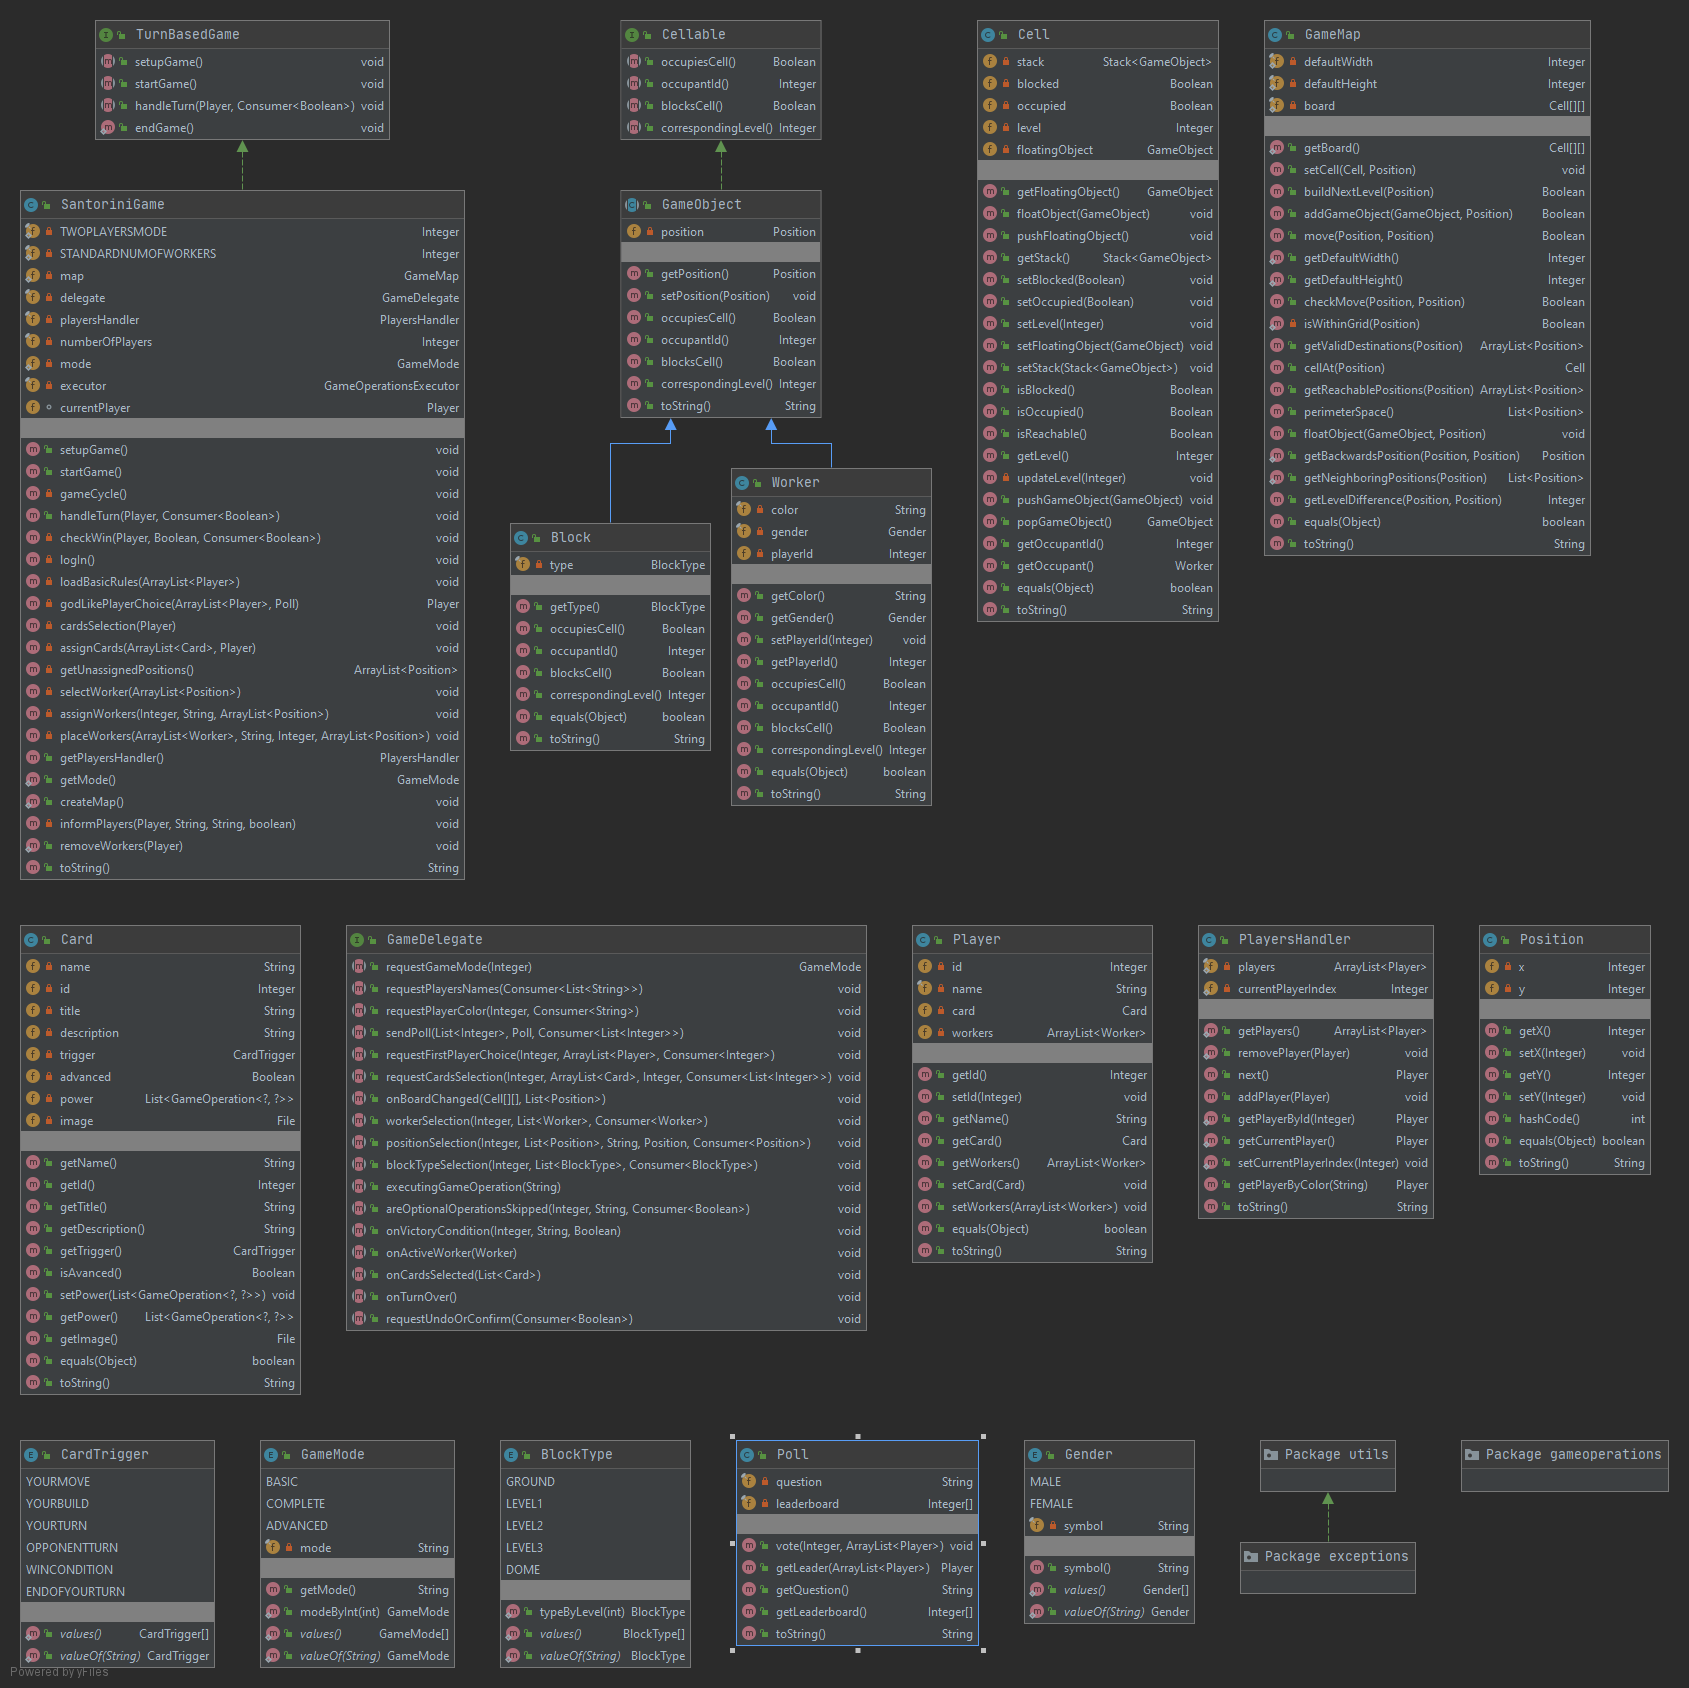 TurnBasedGame
setupGame() void
startGame() void
handleTurn(Player, Consumer<Boolean>) void
endGame() void
Cellable
occupiesCell() Boolean
occupantId() Integer
blocksCell() Boolean
correspondingLevel() Integer
Cell
stack Stack<GameObject>
blocked Boolean
occupied Boolean
level Integer
floatingObject GameObject
getFloatingObject() GameObject
floatObject(GameObject) void
pushFloatingObject() void
getStack() Stack<GameObject>
setBlocked(Boolean) void
setOccupied(Boolean) void
setLevel(Integer) void
setFloatingObject(GameObject) void
setStack(Stack<GameObject>) void
isBlocked() Boolean
isOccupied() Boolean
isReachable() Boolean
getLevel() Integer
updateLevel(Integer) void
pushGameObject(GameObject) void
popGameObject() GameObject
getOccupantId() Integer
getOccupant() Worker
equals(Object) boolean
toString() String
GameMap
defaultWidth Integer
defaultHeight Integer
board Cell[][]
getBoard() Cell[][]
setCell(Cell, Position) void
buildNextLevel(Position) Boolean
addGameObject(GameObject, Position) Boolean
move(Position, Position) Boolean
getDefaultWidth() Integer
getDefaultHeight() Integer
checkMove(Position, Position) Boolean
isWithinGrid(Position) Boolean
getValidDestinations(Position) ArrayList<Position>
cellAt(Position) Cell
getReachablePositions(Position) ArrayList<Position>
perimeterSpace() List<Position>
floatObject(GameObject, Position) void
getBackwardsPosition(Position, Position) Position
getNeighboringPositions(Position) List<Position>
getLevelDifference(Position, Position) Integer
equals(Object) boolean
toString() String
SantoriniGame
TWOPLAYERSMODE Integer
STANDARDNUMOFWORKERS Integer
map GameMap
delegate GameDelegate
playersHandler PlayersHandler
numberOfPlayers Integer
mode GameMode
executor GameOperationsExecutor
currentPlayer Player
setupGame() void
startGame() void
gameCycle() void
handleTurn(Player, Consumer<Boolean>) void
checkWin(Player, Boolean, Consumer<Boolean>) void
logIn() void
loadBasicRules(ArrayList<Player>) void
godLikePlayerChoice(ArrayList<Player>, Poll) Player
cardsSelection(Player) void
assignCards(ArrayList<Card>, Player) void
getUnassignedPositions() ArrayList<Position>
selectWorker(ArrayList<Position>) void
assignWorkers(Integer, String, ArrayList<Position>) void
placeWorkers(ArrayList<Worker>, String, Integer, ArrayList<Position>) void
getPlayersHandler() PlayersHandler
getMode() GameMode
createMap() void
informPlayers(Player, String, String, boolean) void
removeWorkers(Player) void
toString() String
GameObject
position Position
getPosition() Position
setPosition(Position) void
occupiesCell() Boolean
occupantId() Integer
blocksCell() Boolean
correspondingLevel() Integer
toString() String
Block
type BlockType
getType() BlockType
occupiesCell() Boolean
occupantId() Integer
blocksCell() Boolean
correspondingLevel() Integer
equals(Object) boolean
toString() String
Worker
color String
gender Gender
playerId Integer
getColor() String
getGender() Gender
setPlayerId(Integer) void
getPlayerId() Integer
occupiesCell() Boolean
occupantId() Integer
blocksCell() Boolean
correspondingLevel() Integer
equals(Object) boolean
toString() String
Card
name String
id Integer
title String
description String
trigger CardTrigger
advanced Boolean
power List<GameOperation<?, ?>>
image File
getName() String
getId() Integer
getTitle() String
getDescription() String
getTrigger() CardTrigger
isAvanced() Boolean
setPower(List<GameOperation<?, ?>>) void
getPower() List<GameOperation<?, ?>>
getImage() File
equals(Object) boolean
toString() String
GameDelegate
requestGameMode(Integer) GameMode
requestPlayersNames(Consumer<List<String>>) void
requestPlayerColor(Integer, Consumer<String>) void
sendPoll(List<Integer>, Poll, Consumer<List<Integer>>) void
requestFirstPlayerChoice(Integer, ArrayList<Player>, Consumer<Integer>) void
requestCardsSelection(Integer, ArrayList<Card>, Integer, Consumer<List<Integer>>) void
onBoardChanged(Cell[][], List<Position>) void
workerSelection(Integer, List<Worker>, Consumer<Worker>) void
positionSelection(Integer, List<Position>, String, Position, Consumer<Position>) void
blockTypeSelection(Integer, List<BlockType>, Consumer<BlockType>) void
executingGameOperation(String) void
areOptionalOperationsSkipped(Integer, String, Consumer<Boolean>) void
onVictoryCondition(Integer, String, Boolean) void
onActiveWorker(Worker) void
onCardsSelected(List<Card>) void
onTurnOver() void
requestUndoOrConfirm(Consumer<Boolean>) void
Player
id Integer
name String
card Card
workers ArrayList<Worker>
getId() Integer
setId(Integer) void
getName() String
getCard() Card
getWorkers() ArrayList<Worker>
setCard(Card) void
setWorkers(ArrayList<Worker>) void
equals(Object) boolean
toString() String
PlayersHandler
players ArrayList<Player>
currentPlayerIndex Integer
getPlayers() ArrayList<Player>
removePlayer(Player) void
next() Player
addPlayer(Player) void
getPlayerById(Integer) Player
getCurrentPlayer() Player
setCurrentPlayerIndex(Integer) void
getPlayerByColor(String) Player
toString() String
Position
x Integer
y Integer
getX() Integer
setX(Integer) void
getY() Integer
setY(Integer) void
hashCode() int
equals(Object) boolean
toString() String
CardTrigger
YOURMOVE
YOURBUILD
YOURTURN
OPPONENTTURN
WINCONDITION
ENDOFYOURTURN
values() CardTrigger[]
valueOf(String) CardTrigger
GameMode
BASIC
COMPLETE
ADVANCED
mode String
getMode() String
modeByInt(int) GameMode
values() GameMode[]
valueOf(String) GameMode
BlockType
GROUND
LEVEL1
LEVEL2
LEVEL3
DOME
typeByLevel(int) BlockType
values() BlockType[]
valueOf(String) BlockType
Poll
question String
leaderboard Integer[]
vote(Integer, ArrayList<Player>) void
getLeader(ArrayList<Player>) Player
getQuestion() String
getLeaderboard() Integer[]
toString() String
Gender
MALE
FEMALE
symbol String
symbol() String
values() Gender[]
valueOf(String) Gender
Package utils
Package gameoperations
Package exceptions
Powered by yFiles